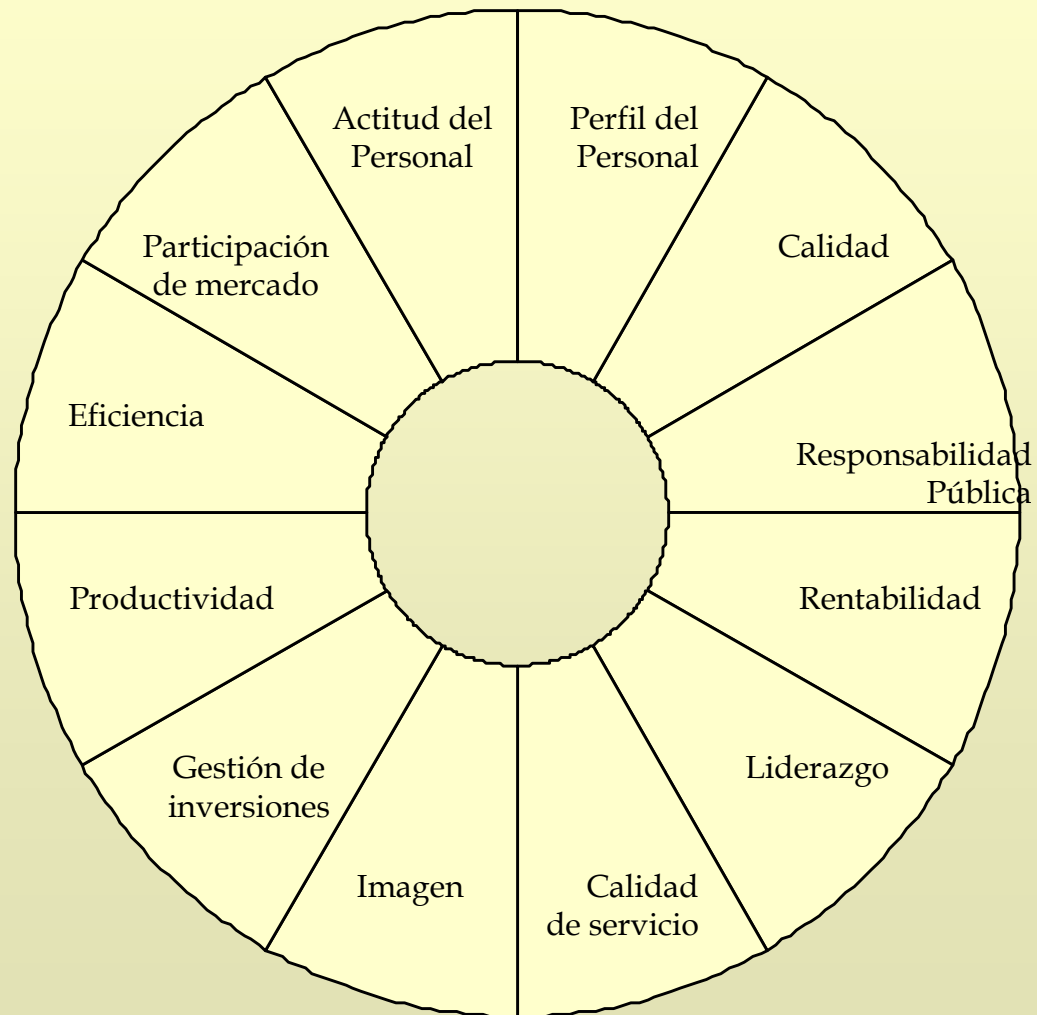 Actitud del
Personal
Perfil del
Personal
Calidad
Participación
de mercado
Eficiencia
Responsabilidad
Pública
Productividad
Rentabilidad
Gestión de
inversiones
Liderazgo
Imagen
Calidad
de servicio